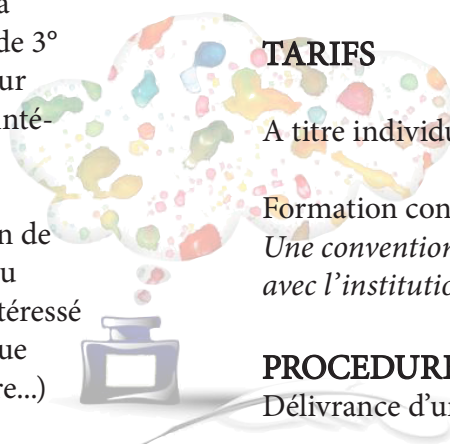 a
de 3°
ur
nté-
n de
u
téressé
ue
re...)
TARIFS
A titre individu
Formation con
Une convention
avec l'institutio
PROCEDURE
Délivrance d'un